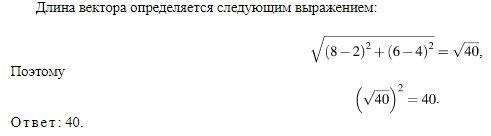 Длина вектора определяется следующим выражением:
√((8 − 2)² + (6 − 4)²) = √40,
Поэтому
(√40)² = 40.
Ответ: 40.